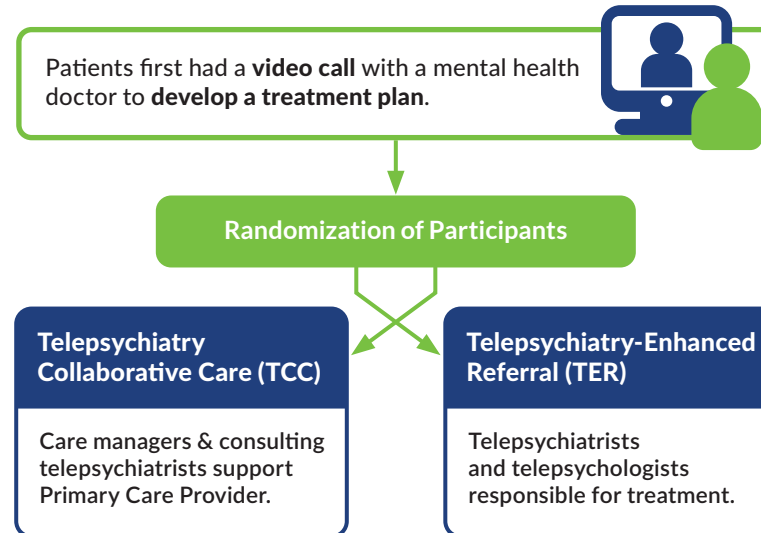 Patients first had a video call with a mental health
doctor to develop a treatment plan.
Randomization of Participants
Telepsychiatry
Collaborative Care (TCC)
Care managers & consulting
telepsychiatrists support
Primary Care Provider.
Telepsychiatry-Enhanced
Referral (TER)
Telepsychiatrists
and telepsychologists
responsible for treatment.